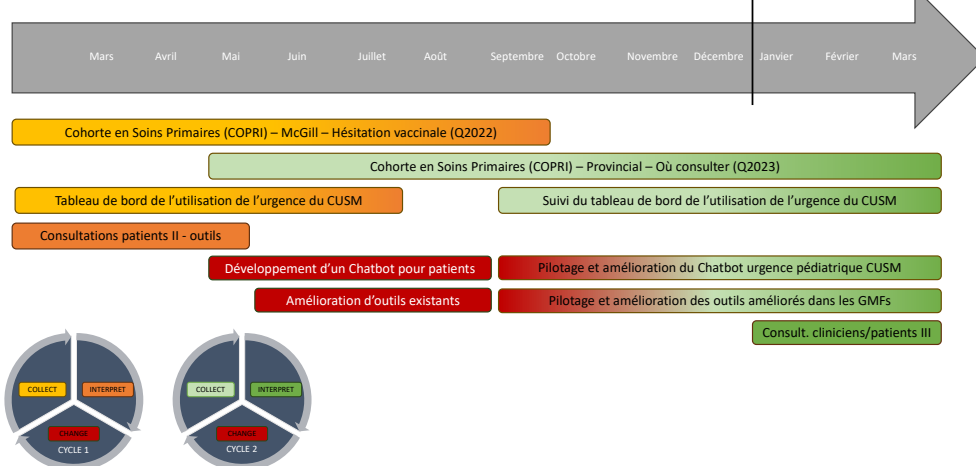 Mars Avril Mai Juin Juillet Août Septembre Octobre Novembre Décembre Janvier Février Mars
Cohorte en Soins Primaires (COPRI) – McGill – Hésitation vaccinale (Q2022)
Cohorte en Soins Primaires (COPRI) – Provincial – Où consulter (Q2023)
Tableau de bord de l'utilisation de l'urgence du CUSM
Suivi du tableau de bord de l'utilisation de l'urgence du CUSM
Consultations patients II - outils
Développement d'un Chatbot pour patients
Pilotage et amélioration du Chatbot urgence pédiatrique CUSM
Amélioration d'outils existants
Pilotage et amélioration des outils améliorés dans les GMFs
Consult. cliniciens/patients III
COLLECT
INTERPRET
CHANGE
CYCLE 1
COLLECT
INTERPRET
CHANGE
CYCLE 2